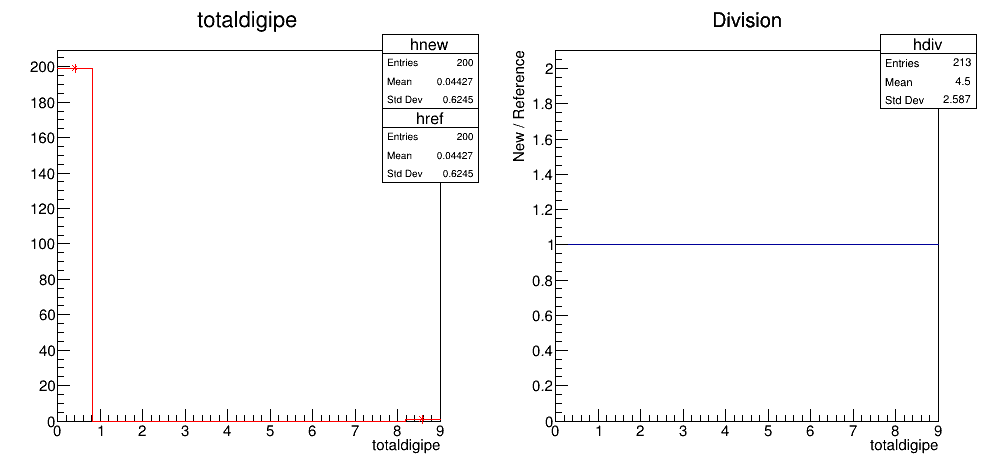 totaldigipe
hnew
Entries 200
Mean 0.04427
Std Dev 0.6245
href
Entries 200
Mean 0.04427
Std Dev 0.6245
200
180
160
140
120
100
80
60
40
20
0
0 1 2 3 4 5 6 7 8 9
totaldigipe
Division
hdiv
Entries 213
Mean 4.5
Std Dev 2.587
New / Reference
2
1.8
1.6
1.4
1.2
1
0.8
0.6
0.4
0.2
0
0 1 2 3 4 5 6 7 8 9
totaldigipe